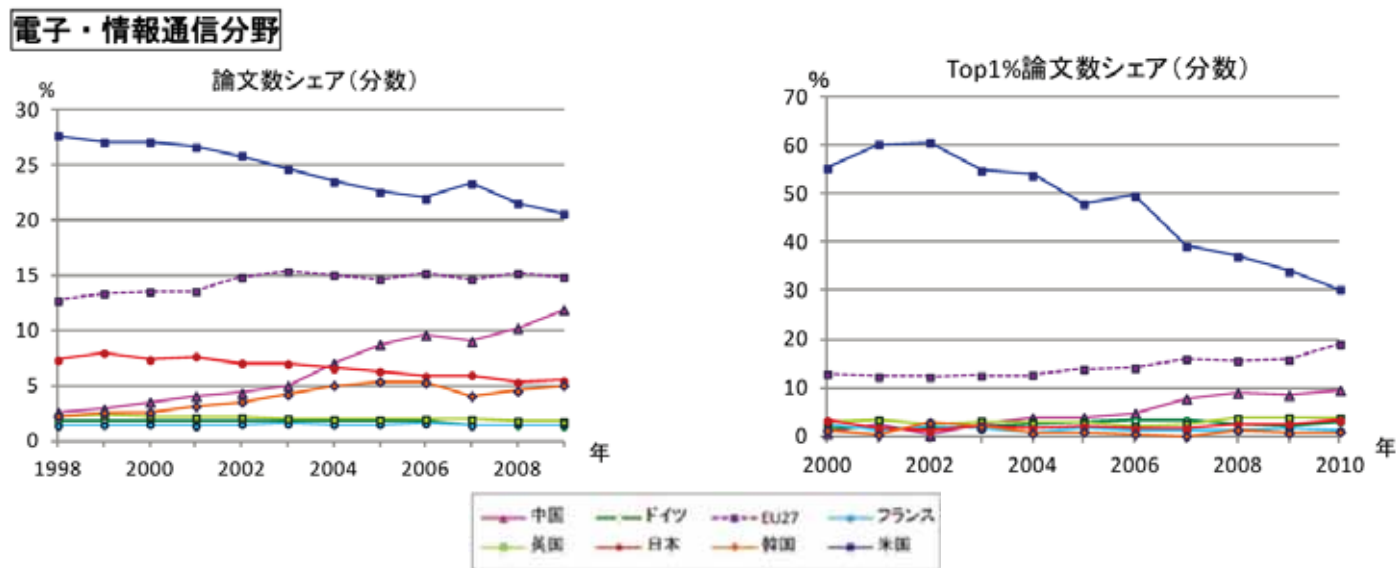 電子・情報通信分野
論文数シェア(分数)
%
30
25
20
15
10
5
0
1998 2000 2002 2004 2006 2008
年
Top1%論文数シェア(分数)
%
70
60
50
40
30
20
10
0
2000 2002 2004 2006 2008 2010
年
中国 ドイツ EU27 フランス
英国 日本 韓国 米国